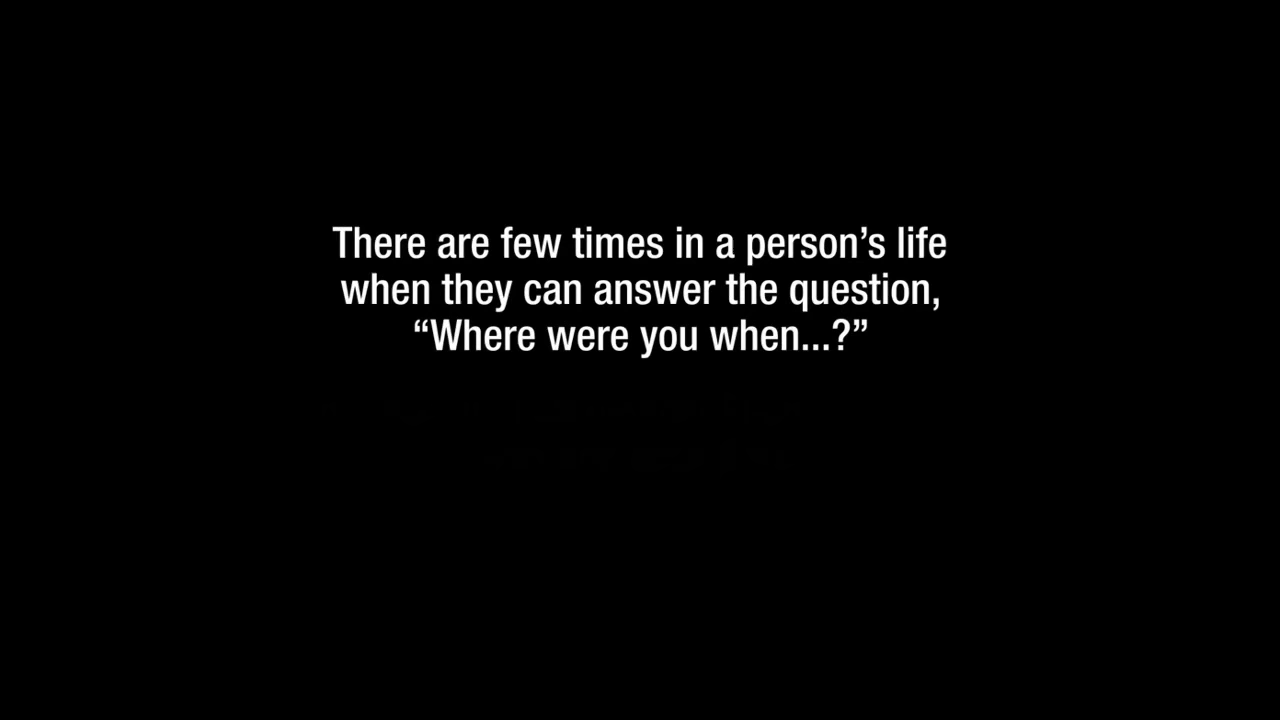 There are few times in a person’s life
when they can answer the question,
“Where were you when...?”